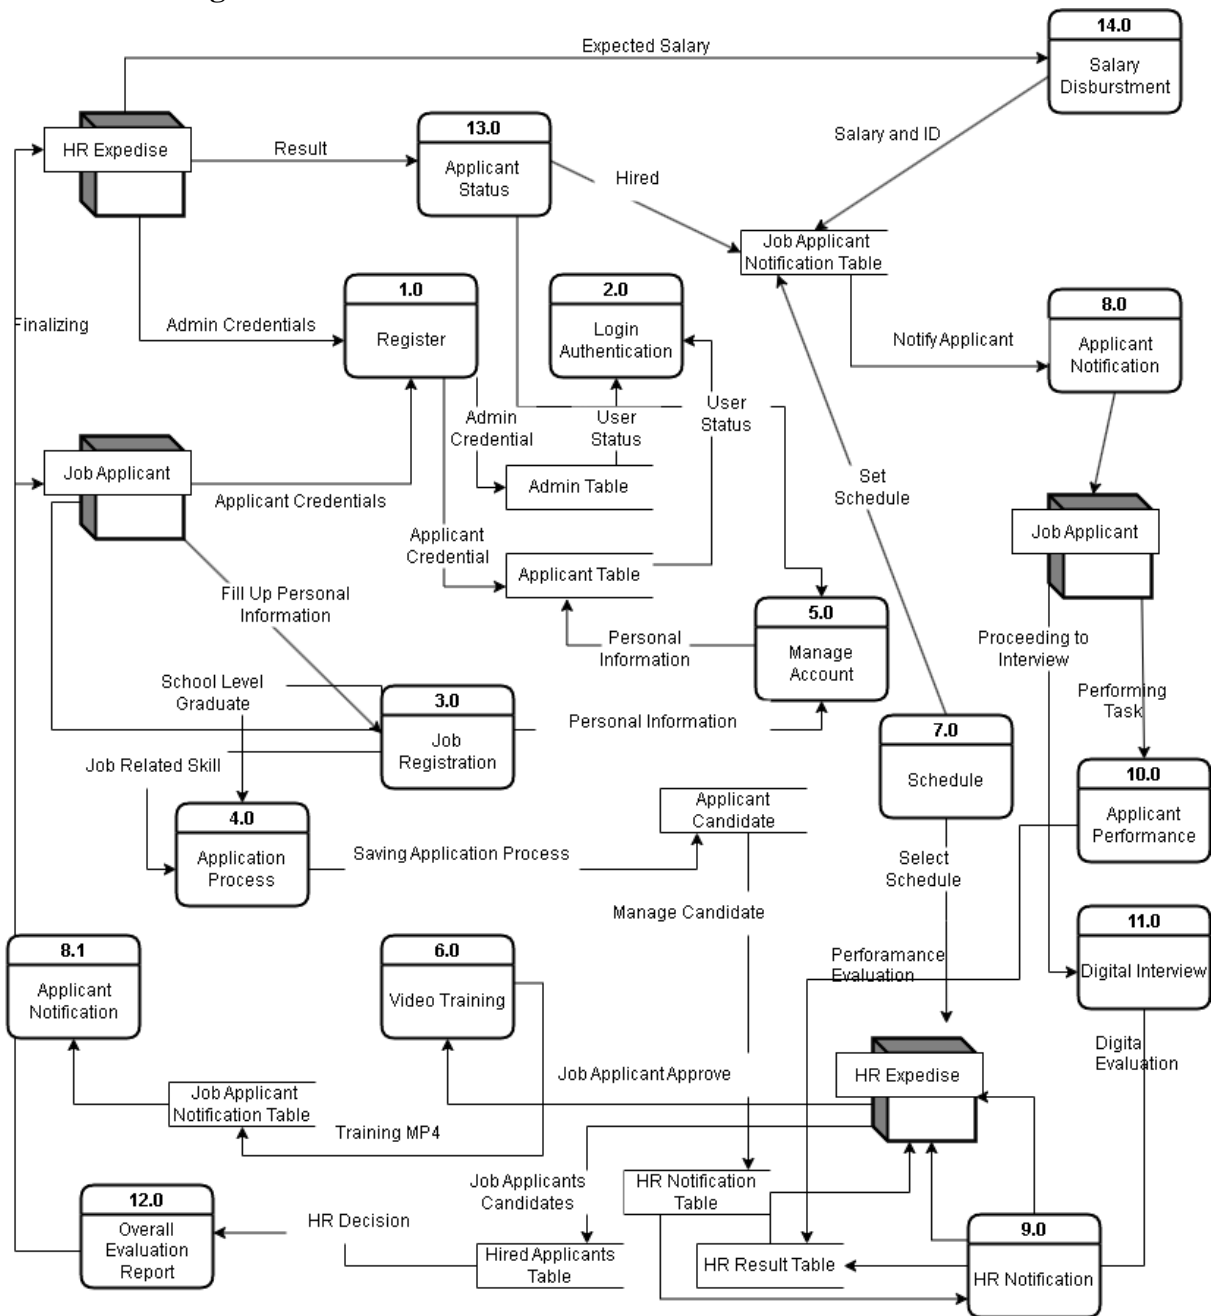 14.0
Expected Salary
Salary
Disburstment
13.0
HR Expedise
Result
Applicant
Status
Salary and ID
Hired
Job Applicant
Notification Table
1.0
2.0
8.0
Finalizing
Admin Credentials
Register
Login
Authentication
Notify Applicant
Applicant
Notification
Admin
Credential
User
Status
User
Status
Job Applicant
Applicant Credentials
Admin Table
Set
Schedule
Applicant
Credential
Job Applicant
Applicant Table
Fill Up Personal
Information
5.0
Personal
Information
Manage
Account
Proceeding to
Interview
School Level
Graduate
3.0
Personal Information
Performing
Task
7.0
Job
Registration
Job Related Skill
Schedule
10.0
Applicant
Candidate
Applicant
Performance
4.0
Application
Process
Saving Application Process
Select
Schedule
Manage Candidate
11.0
8.1
6.0
Perforamance
Evaluation
Digital Interview
Applicant
Notification
Video Training
Digita
Evaluation
Job Applicant Approve
HR Expedise
Job Applicant
Notification Table
Training MP4
Job Applicants
Candidates
HR Notification
Table
12.0
HR Decision
9.0
Overall
Evaluation
Report
Hired Applicants
Table
HR Result Table
HR Notification